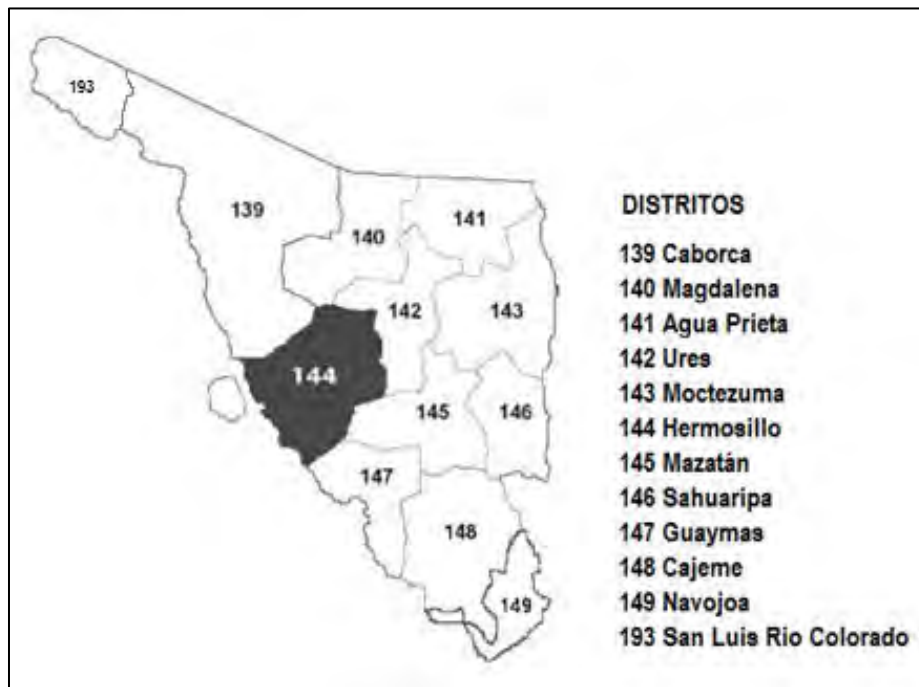 193
139
140
141
142
143
144
145
146
147
148
149
DISTRITOS
139 Caborca
140 Magdalena
141 Agua Prieta
142 Ures
143 Moctezuma
144 Hermosillo
145 Mazatán
146 Sahuaripa
147 Guaymas
148 Cajeme
149 Navojoa
193 San Luis Rio Colorado